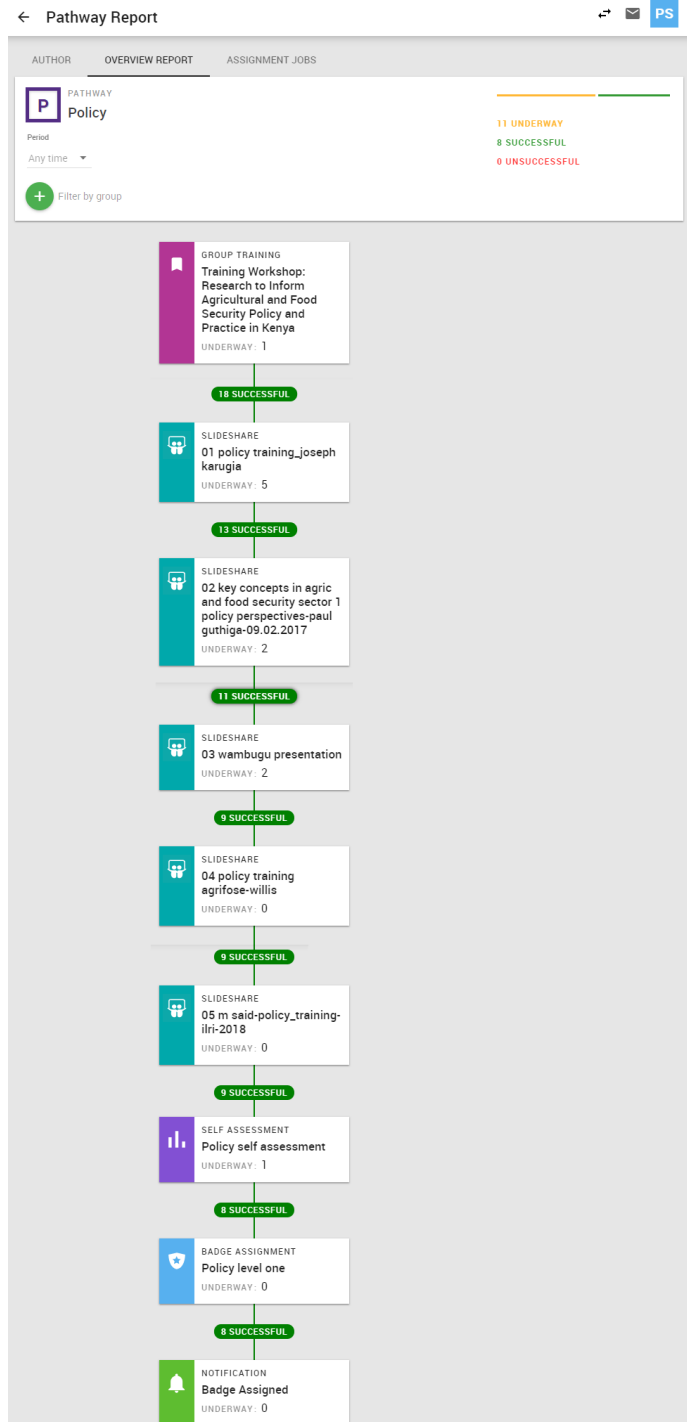 Pathway Report
PS
AUTHOR
OVERVIEW REPORT
ASSIGNMENT JOBS
P
PATHWAY
Policy
Period
Any time
Filter by group
11 UNDERWAY
8 SUCCESSFUL
0 UNSUCCESSFUL
GROUP TRAINING
Training Workshop:
Research to Inform
Agricultural and Food
Security Policy and
Practice in Kenya
UNDERWAY: 1
18 SUCCESSFUL
SLIDESHARE
01 policy training_joseph
karugia
UNDERWAY: 5
13 SUCCESSFUL
SLIDESHARE
02 key concepts in agric
and food security sector 1
policy perspectives-paul
guthiga-09.02.2017
UNDERWAY: 2
11 SUCCESSFUL
SLIDESHARE
03 wambugu presentation
UNDERWAY: 2
9 SUCCESSFUL
SLIDESHARE
04 policy training
agrifose-willis
UNDERWAY: 0
9 SUCCESSFUL
SLIDESHARE
05 m said-policy_training-
ilri-2018
UNDERWAY: 0
9 SUCCESSFUL
SELF ASSESSMENT
Policy self assessment
UNDERWAY: 1
8 SUCCESSFUL
BADGE ASSIGNMENT
Policy level one
UNDERWAY: 0
8 SUCCESSFUL
NOTIFICATION
Badge Assigned
UNDERWAY: 0